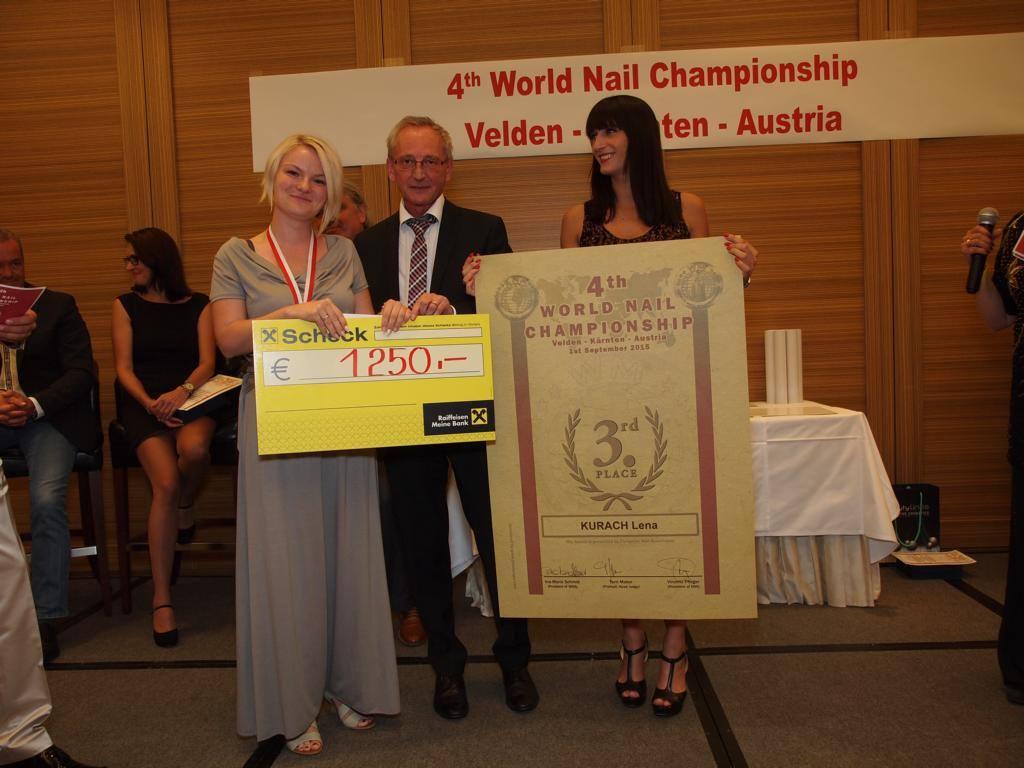 4th World Nail Championship
Velden - ten - Austria
Scheck
€ 1250.-
Raiffeisen
Meine Bank
4th
WORLD NAIL
CHAMPIONSHIP
Velden - Kärnten - Austria
1st September 2015
3rd
PLACE
KURACH Lena